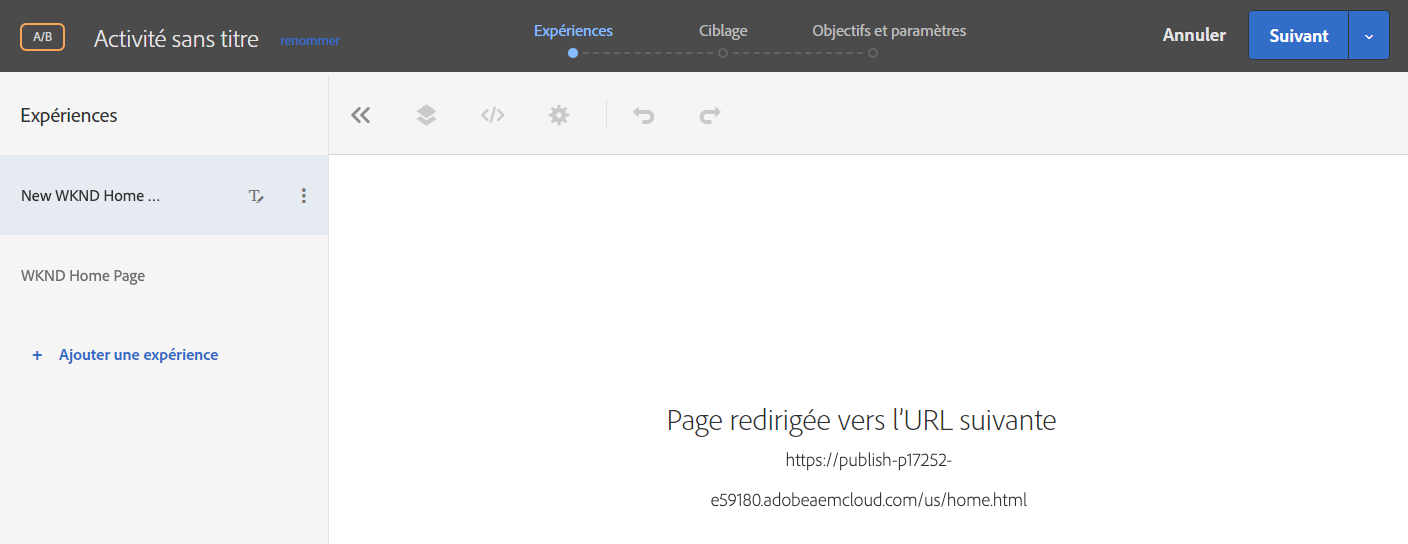 A/B
Activité sans titre
renommer
Expériences
Ciblage
Objectifs et paramètres
Annuler
Suivant
Expériences
New WKND Home ...
WKND Home Page
+ Ajouter une expérience
Page redirigée vers l’URL suivante
https://publish-p17252-
e59180.adobeaemcloud.com/us/home.html